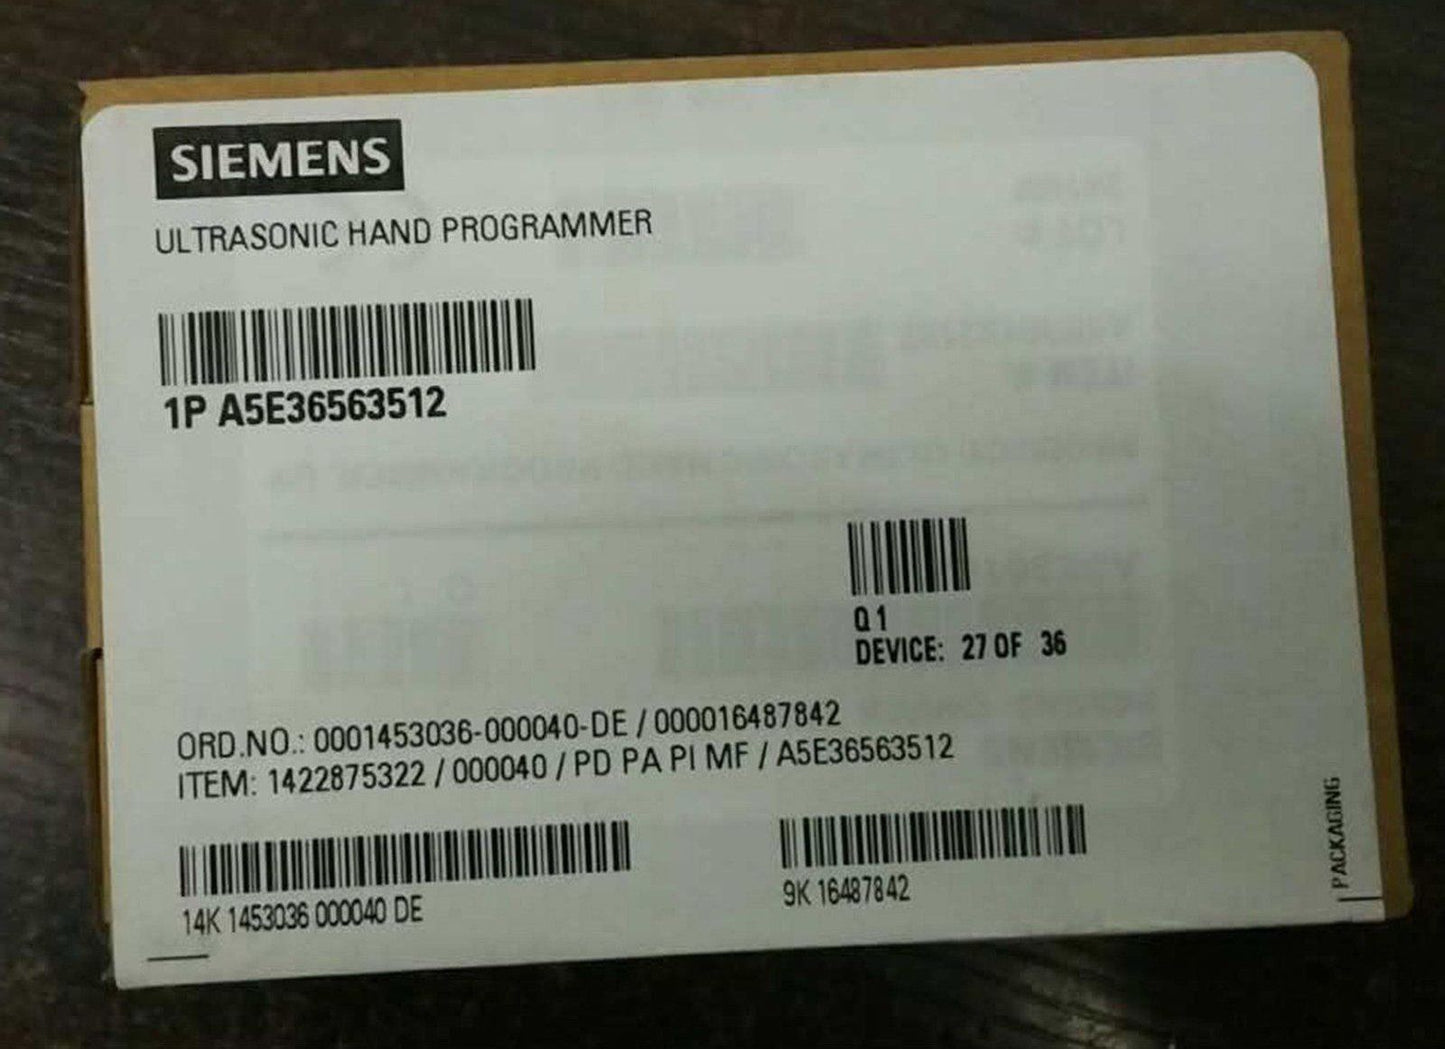 SIEMENS
ULTRASONIC HAND PROGRAMMER
1P A5E36563512
Q 1
DEVICE: 27 OF 36
ORD.NO.: 0001453036-000040-DE / 000016487842
ITEM: 1422875322 / 000040 / PD PA PI MF / A5E36563512
14K 1453036 000040 DE
9K 16487842
PACKAGING